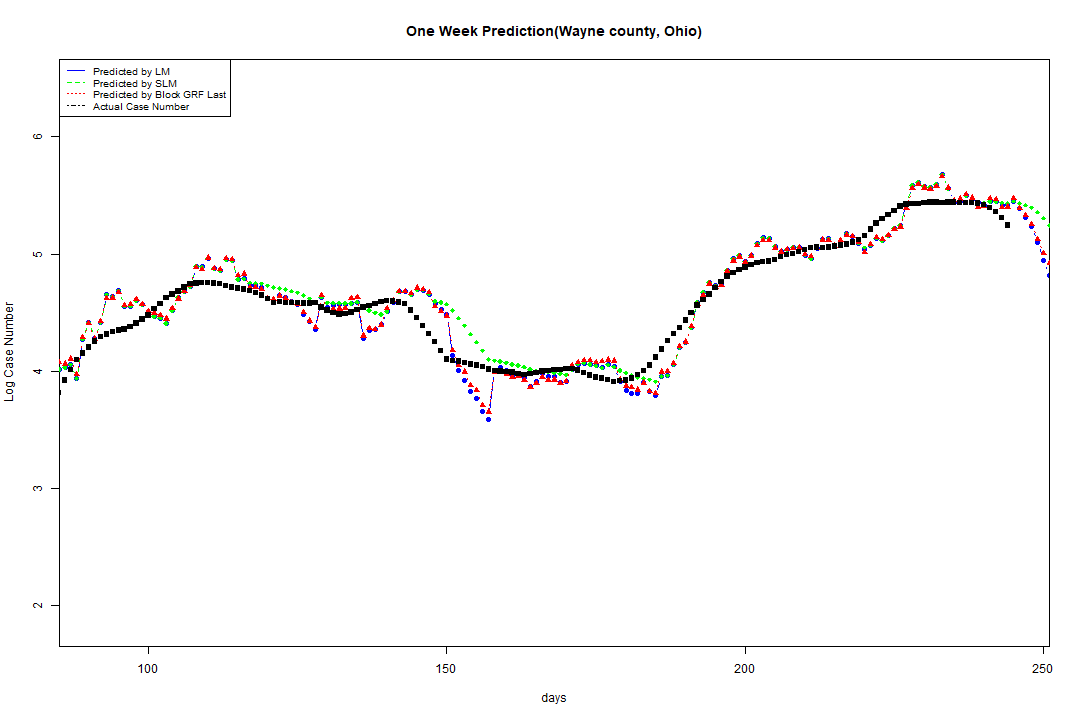 One Week Prediction(Wayne county, Ohio)
Predicted by LM
Predicted by SLM
Predicted by Block GRF Last
Actual Case Number
6
5
4
3
2
Log Case Number
100 150 200 250
days